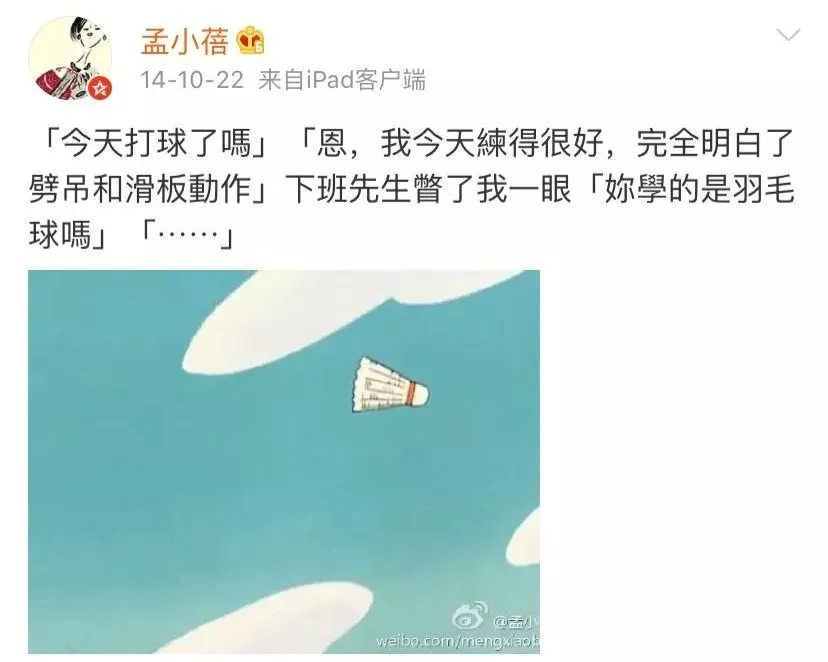 孟小蓓
14-10-22 来自iPad客户端
「今天打球了嗎」「恩，我今天練得很好，完全明白了
劈吊和滑板動作」下班先生瞥了我一眼「妳學的是羽毛
球嗎」「……」
@孟小
weibo.com/mengxiaob